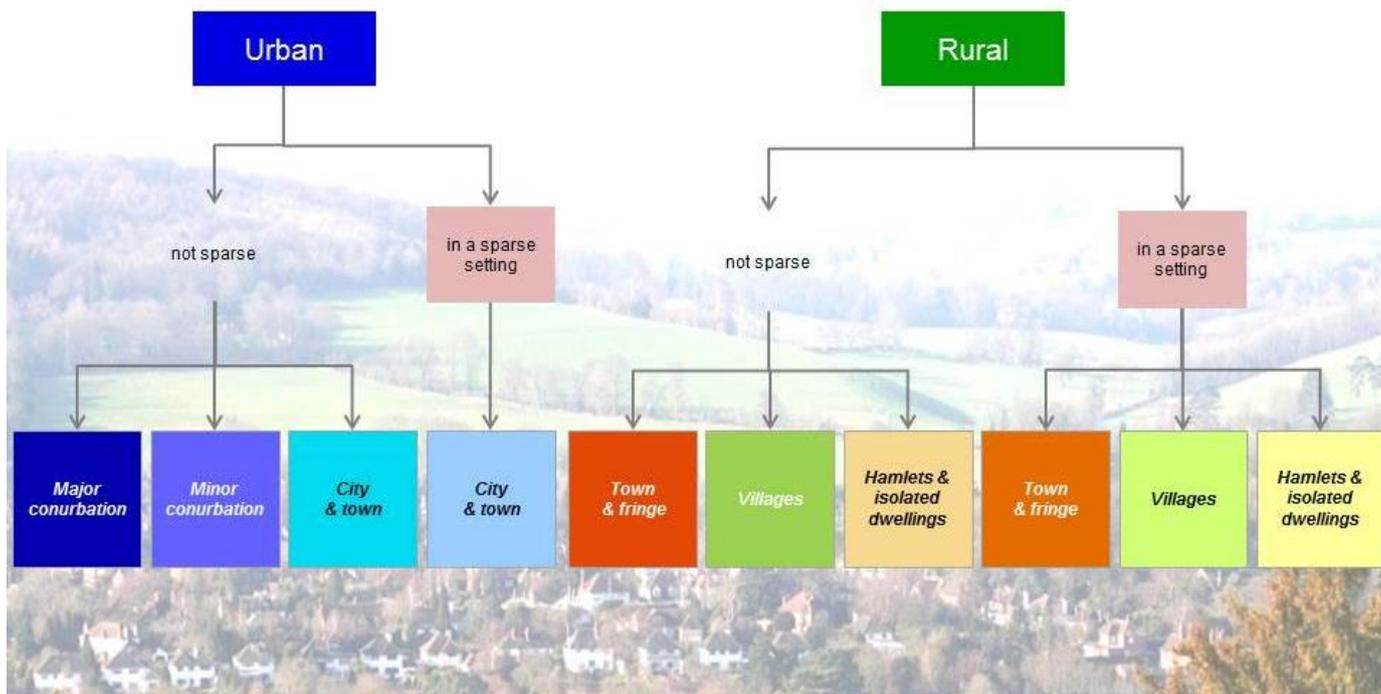 Urban
Rural
not sparse
in a sparse
setting
not sparse
in a sparse
setting
Major
conurbation
Minor
conurbation
City
& town
City
& town
Town
& fringe
Villages
Hamlets &
isolated
dwellings
Town
& fringe
Villages
Hamlets &
isolated
dwellings